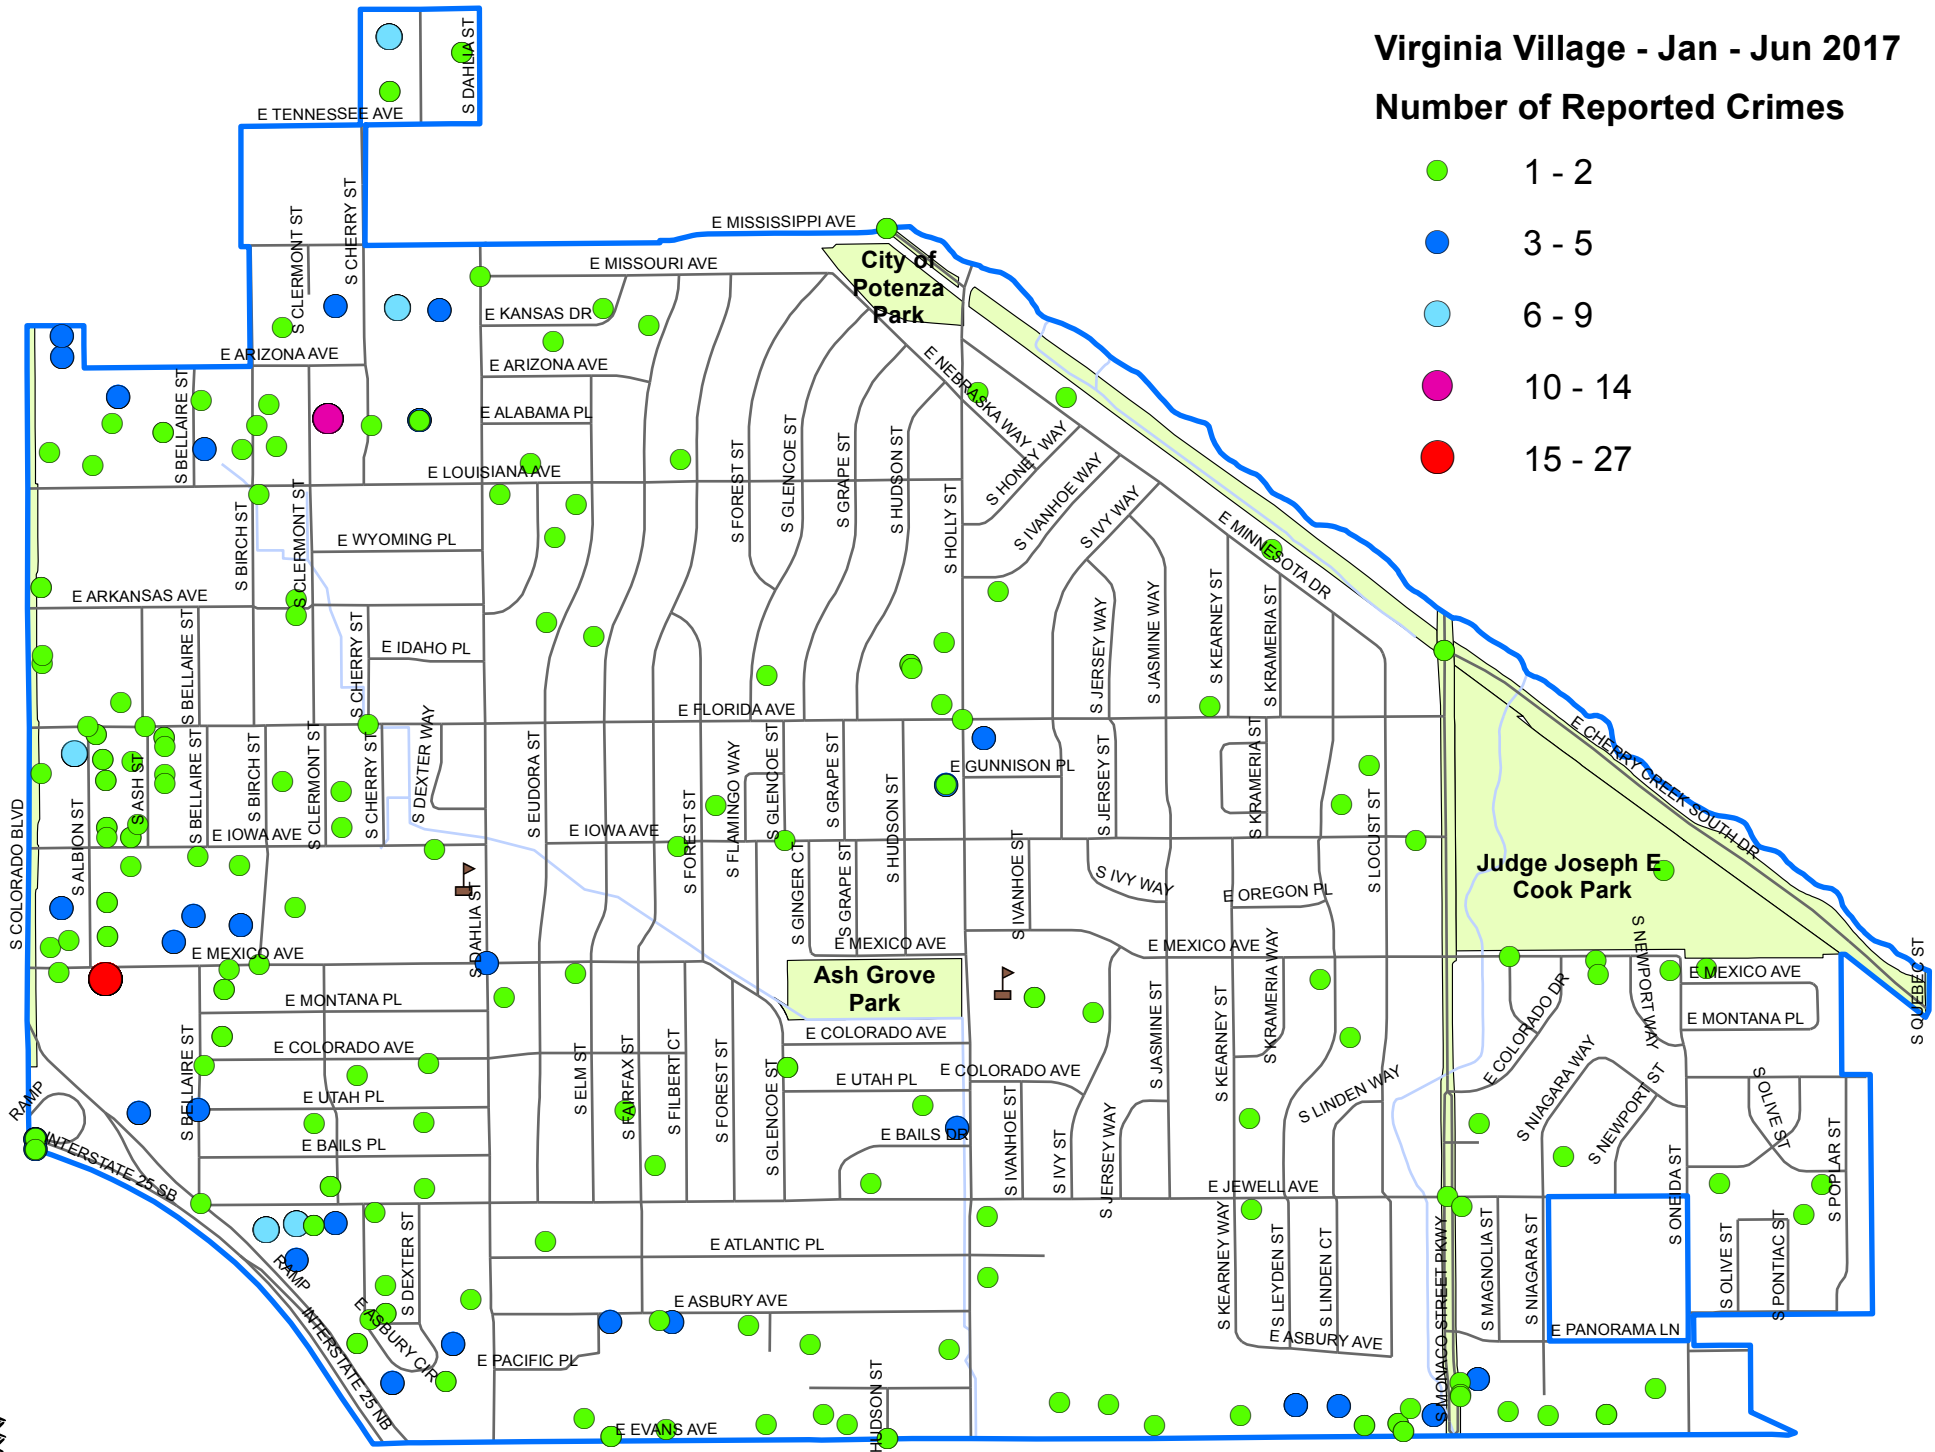 Virginia Village - Jan - Jun 2017
Number of Reported Crimes
1 - 2
3 - 5
6 - 9
10 - 14
15 - 27
S DAHLIA ST
E TENNESSEE AVE
S CLERMONT ST
S CHERRY ST
E MISSISSIPPI AVE
E MISSOURI AVE
City of
Potenza
Park
E KANSAS DR
E ARIZONA AVE
E ARIZONA AVE
S BELLAIRE ST
E ALABAMA PL
E NEBRASKA WAY
S HONEY WAY
S IVANHOE WAY
S IVY WAY
E LOUISIANA AVE
S FOREST ST
S GLENCOE ST
S GRAPE ST
S HUDSON ST
S HOLLY ST
S BIRCH ST
S CLERMONT ST
E WYOMING PL
E MINNESOTA DR
E ARKANSAS AVE
S BELLAIRE ST
S CHERRY ST
E IDAHO PL
S JERSEY WAY
S JASMINE WAY
S KEARNEY ST
S KRAMERIA ST
E FLORIDA AVE
E CHERRY CREEK SOUTH DR
S COLORADO BLVD
S ALBION ST
S ASH ST
S BELLAIRE ST
S BIRCH ST
S CLERMONT ST
S CHERRY ST
S DEXTER WAY
S EUDORA ST
S FOREST ST
S FLAMINGO WAY
S GLENCOE ST
S GRAPE ST
S HUDSON ST
E GUNNISON PL
S JERSEY ST
S KRAMERIA ST
S LOCUST ST
E IOWA AVE
E IOWA AVE
S DAHLIA ST
S GINGER CT
S GRAPE ST
S IVANHOE ST
S IVY WAY
E OREGON PL
Judge Joseph E
Cook Park
E MEXICO AVE
E MEXICO AVE
E MEXICO AVE
E MEXICO AVE
S NEWPORT WAY
S QUEBEC ST
Ash Grove
Park
E MONTANA PL
E MONTANA PL
S KRAMERIA WAY
E COLORADO DR
S BELLAIRE ST
E COLORADO AVE
E COLORADO AVE
E COLORADO AVE
S ELM ST
S FAIRFAX ST
S FILBERT CT
S FOREST ST
S GLENCOE ST
S JASMINE ST
S KEARNEY ST
S LINDEN WAY
S NIAGARA WAY
S NEWPORT ST
S OLIVE ST
S POPLAR ST
RAMP
E UTAH PL
E UTAH PL
E BAILS PL
E BAILS DR
S IVANHOE ST
S IVY ST
S JERSEY WAY
INTERSTATE 25 SB
E JEWELL AVE
S ONEIDA ST
RAMP
S DEXTER ST
E ATLANTIC PL
S KEARNEY WAY
S LEYDEN ST
S LINDEN CT
S MONACO STREET PKWY
S MAGNOLIA ST
S NIAGARA ST
S OLIVE ST
S PONTIAC ST
INTERSTATE 25 NB
E ASBURY CIR
E ASBURY AVE
E ASBURY AVE
E PANORAMA LN
E PACIFIC PL
HUDSON ST
E EVANS AVE